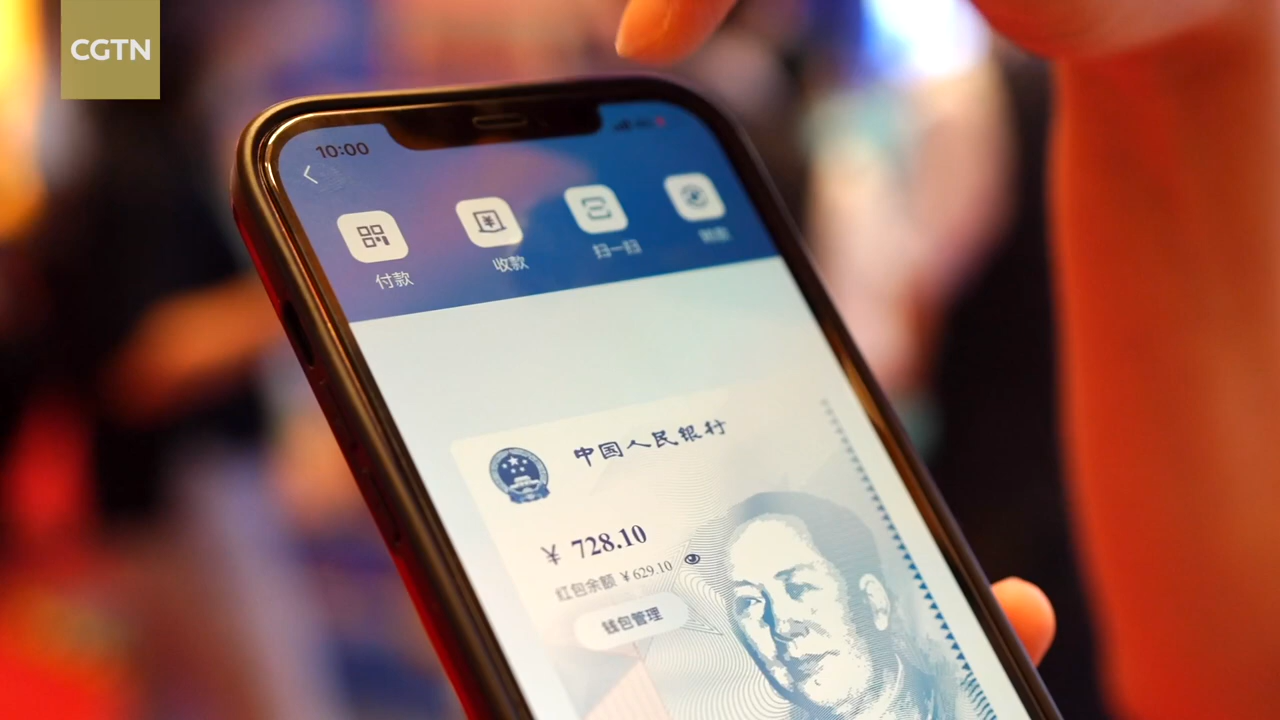 CGTN
10:00
付款
收款
扫一扫
中国人民银行
¥ 728.10
红包余额 ¥ 629.10
钱包管理